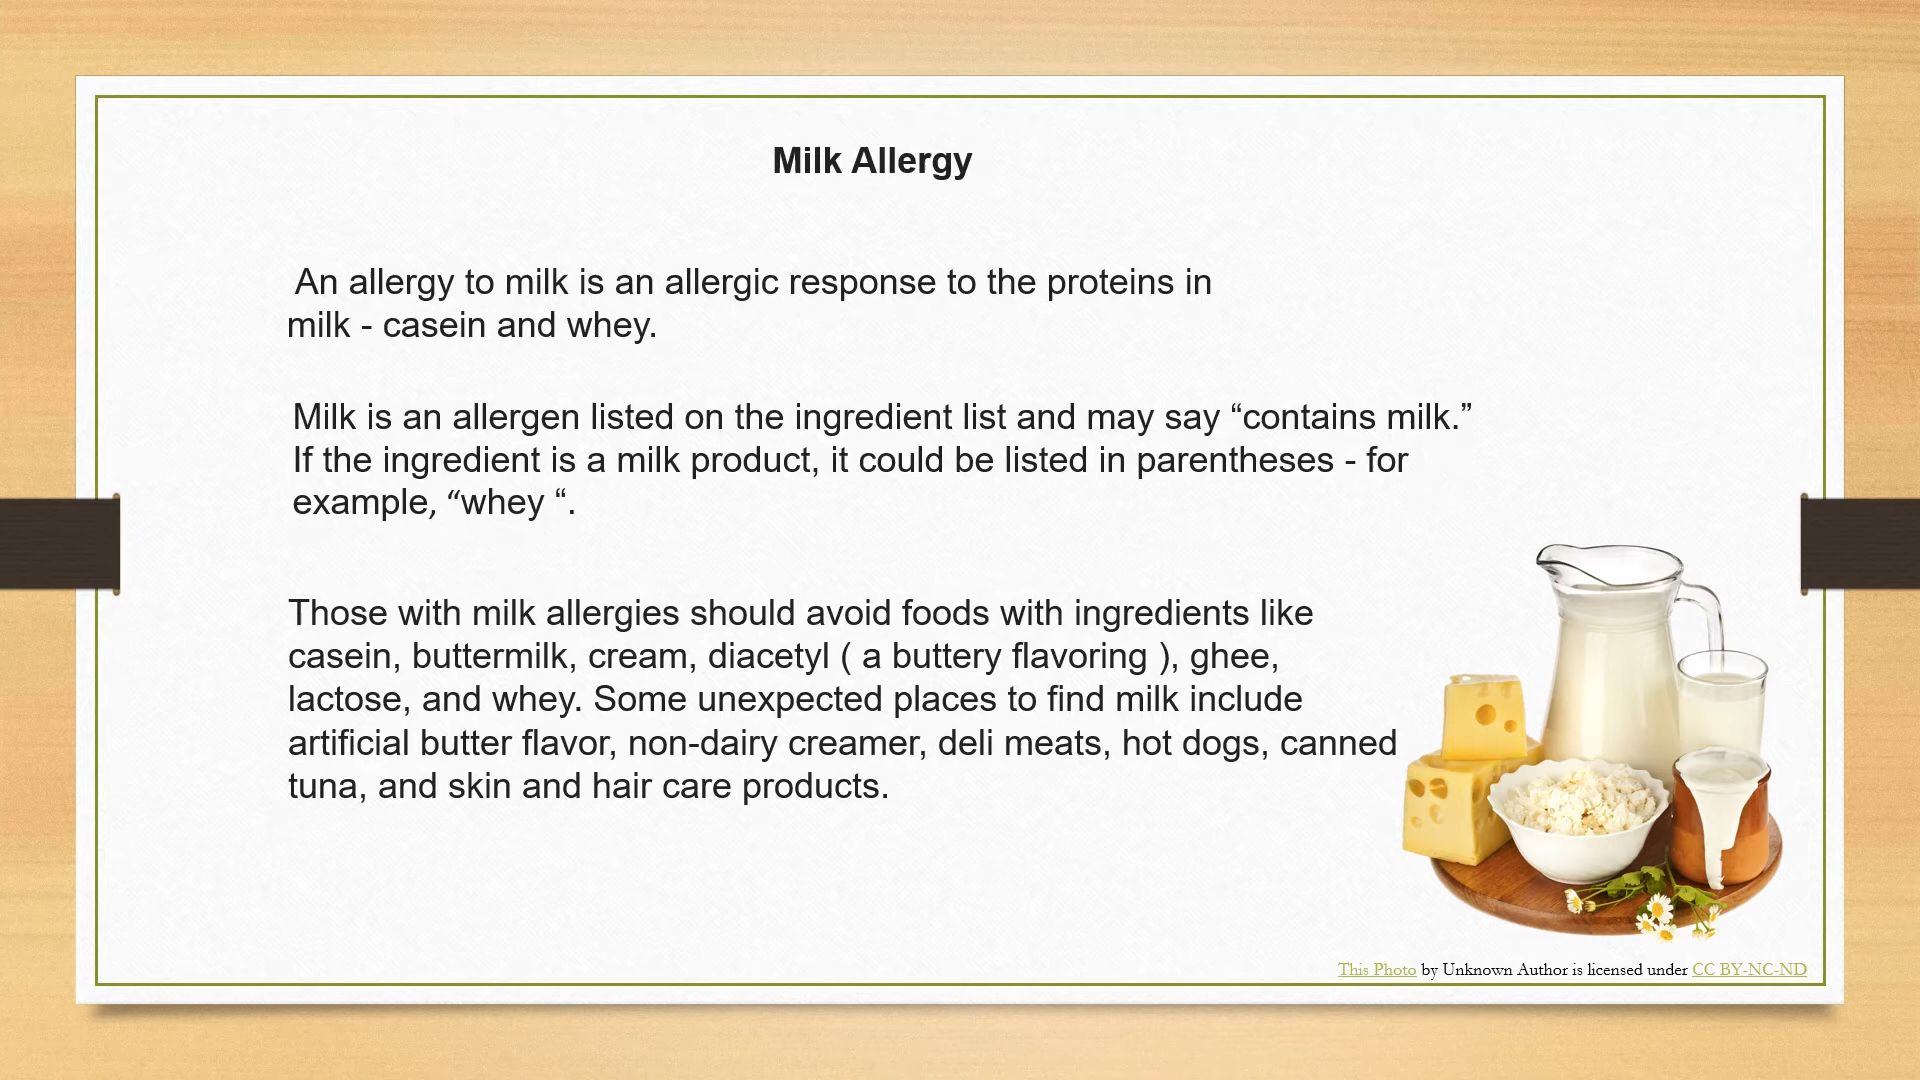 Milk Allergy
An allergy to milk is an allergic response to the proteins in
milk - casein and whey.
Milk is an allergen listed on the ingredient list and may say “contains milk.”
If the ingredient is a milk product, it could be listed in parentheses - for
example, “whey “.
Those with milk allergies should avoid foods with ingredients like
casein, buttermilk, cream, diacetyl ( a buttery flavoring ), ghee,
lactose, and whey. Some unexpected places to find milk include
artificial butter flavor, non-dairy creamer, deli meats, hot dogs, canned
tuna, and skin and hair care products.
This Photo by Unknown Author is licensed under CC BY-NC-ND